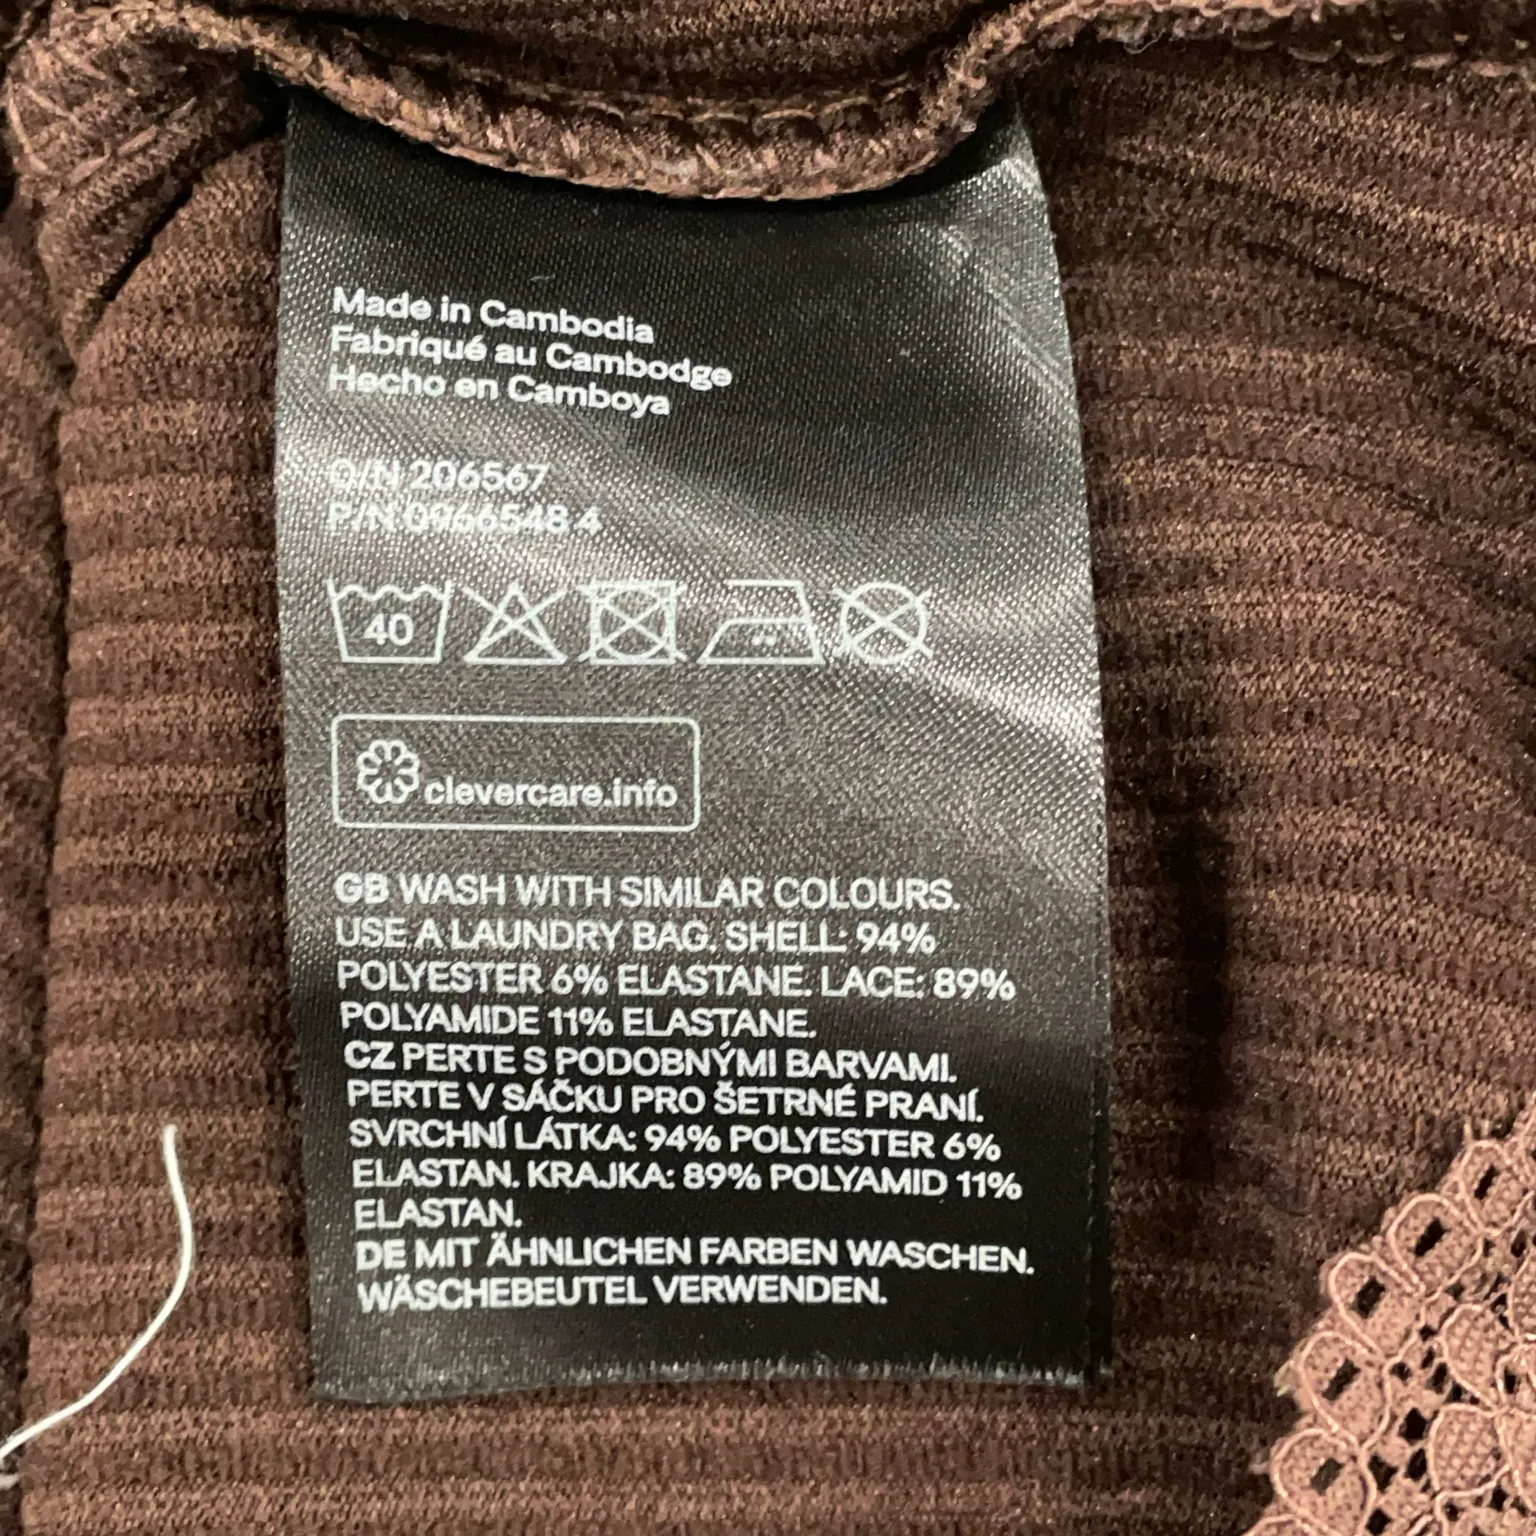 Made in Cambodia
Fabriqué au Cambodge
Hecho en Camboya
O/N 206567
P/N 0966548 4
40
clevercare.info
GB WASH WITH SIMILAR COLOURS.
USE A LAUNDRY BAG. SHELL: 94%
POLYESTER 6% ELASTANE. LACE: 89%
POLYAMIDE 11% ELASTANE.
CZ PERTE S PODOBNÝMI BARVAMI.
PERTE V SÁČKU PRO ŠETRNÉ PRANÍ.
SVRCHNÍ LÁTKA: 94% POLYESTER 6%
ELASTAN. KRAJKA: 89% POLYAMID 11%
ELASTAN.
DE MIT ÄHNLICHEN FARBEN WASCHEN.
WÄSCHEBEUTEL VERWENDEN.